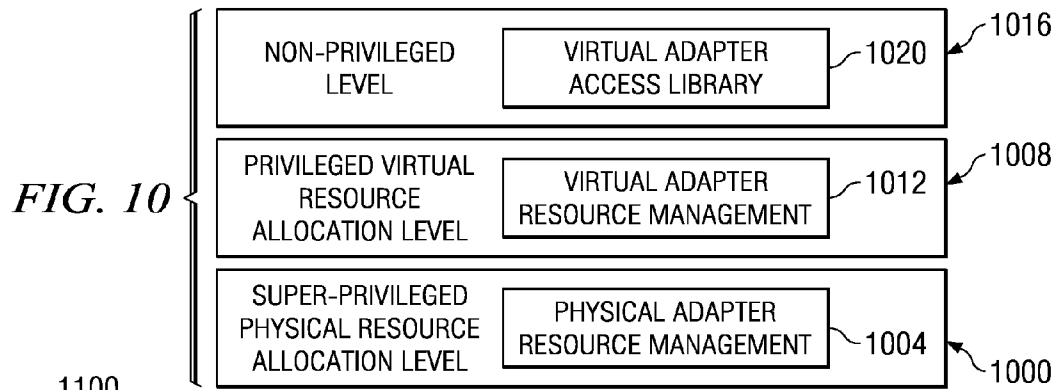 NON-PRIVILEGED
LEVEL
VIRTUAL ADAPTER
ACCESS LIBRARY
1020
1016
FIG. 10
PRIVILEGED VIRTUAL
RESOURCE
ALLOCATION LEVEL
VIRTUAL ADAPTER
RESOURCE MANAGEMENT
1012
1008
SUPER-PRIVILEGED
PHYSICAL RESOURCE
ALLOCATION LEVEL
PHYSICAL ADAPTER
RESOURCE MANAGEMENT
1004
1000
1100